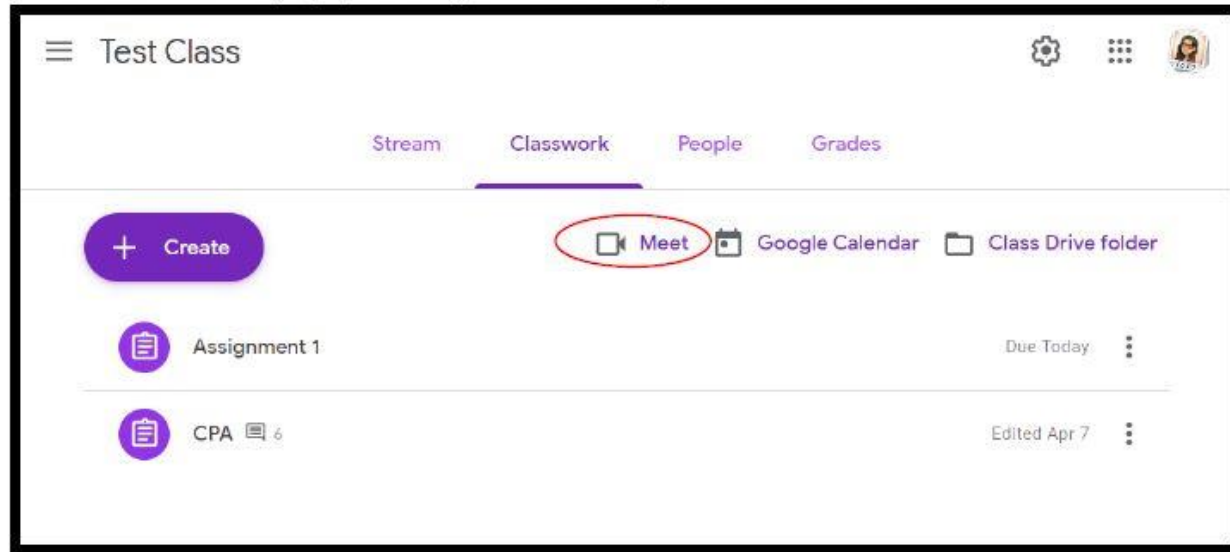 Test Class
Stream Classwork People Grades
+ Create Meet Google Calendar Class Drive folder
Assignment 1 Due Today
CPA 6 Edited Apr 7